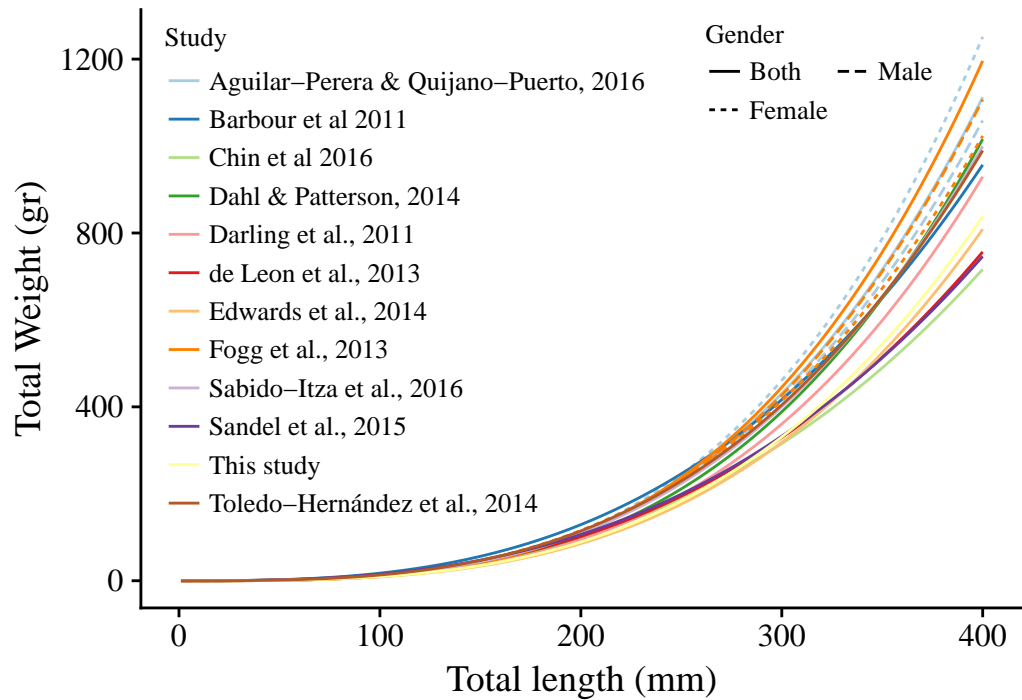 Study
Aguilar−Perera & Quijano−Puerto, 2016
Barbour et al 2011
Chin et al 2016
Dahl & Patterson, 2014
Darling et al., 2011
de Leon et al., 2013
Edwards et al., 2014
Fogg et al., 2013
Sabido−Itza et al., 2016
Sandel et al., 2015
This study
Toledo−Hernández et al., 2014
Gender
Both Male
Female
Total Weight (gr)
1200
800
400
0
0 100 200 300 400
Total length (mm)